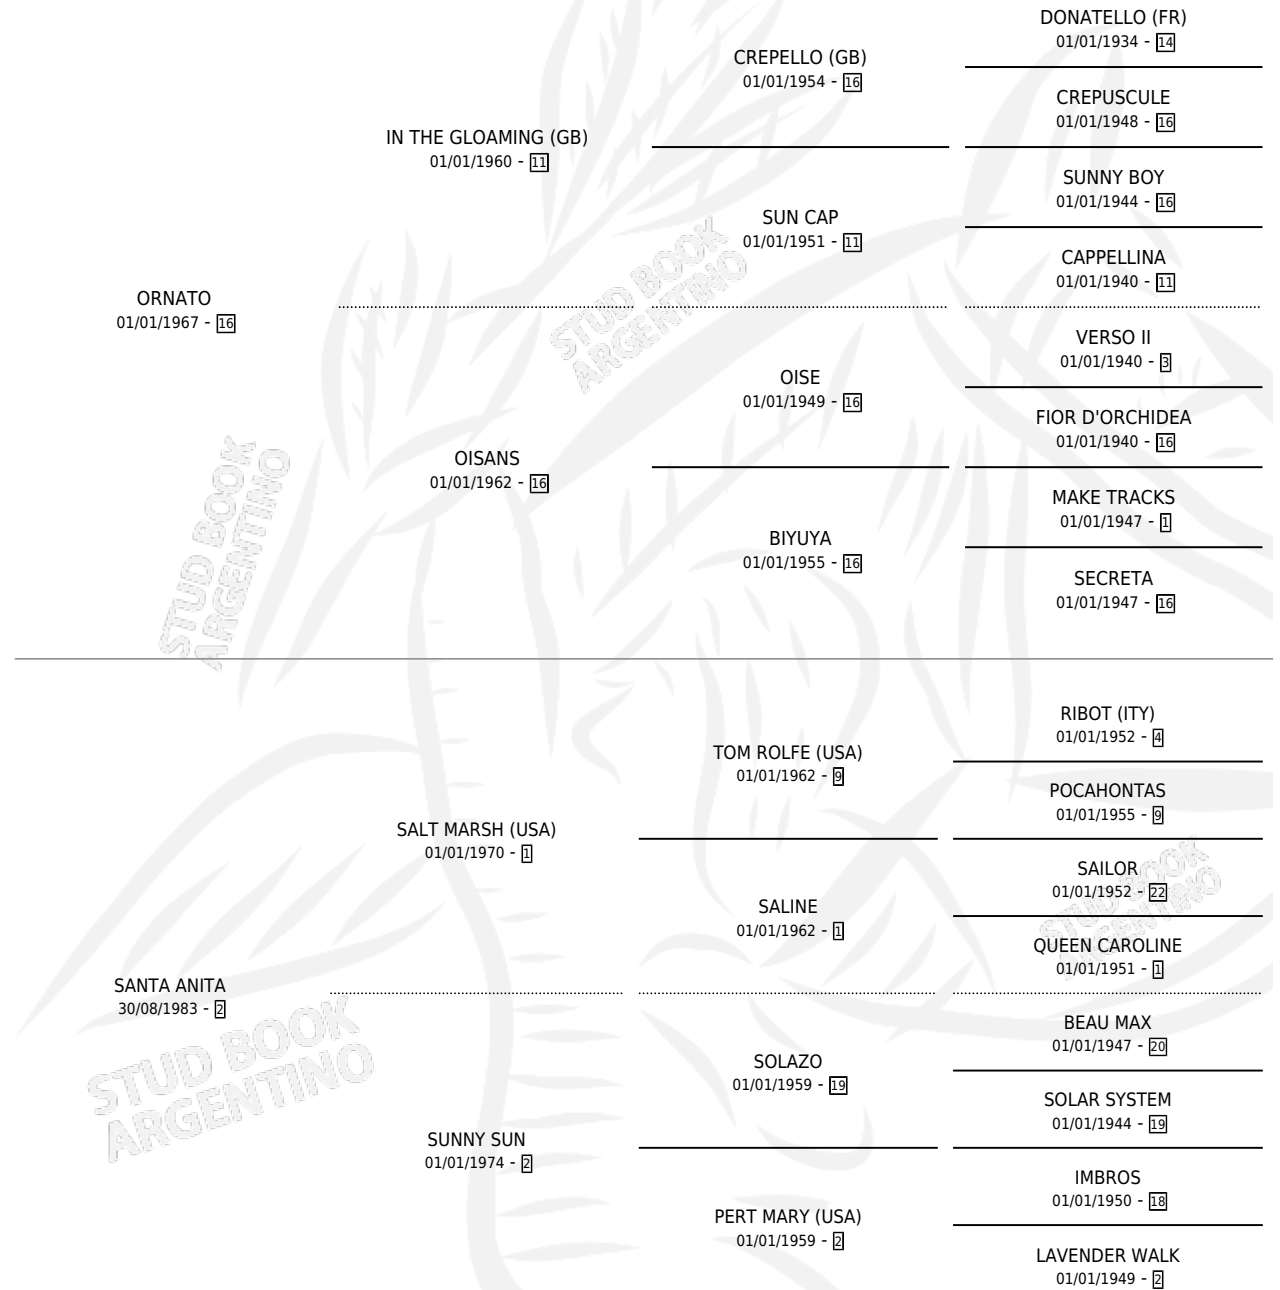 DONATELLO (FR)
01/01/1934 - 14
CREPELLO (GB)
01/01/1954 - 16
CREPUSCULE
01/01/1948 - 16
IN THE GLOAMING (GB)
01/01/1960 - 11
SUNNY BOY
01/01/1944 - 16
SUN CAP
01/01/1951 - 11
CAPPELLINA
01/01/1940 - 11
ORNATO
01/01/1967 - 16
VERSO II
01/01/1940 - 3
OISE
01/01/1949 - 16
FIOR D'ORCHIDEA
01/01/1940 - 16
OISANS
01/01/1962 - 16
MAKE TRACKS
01/01/1947 - 1
BIYUYA
01/01/1955 - 16
SECRETA
01/01/1947 - 16
STUD BOOK
ARGENTINO
STUD BOOK
ARGENTINO
RIBOT (ITY)
01/01/1952 - 4
TOM ROLFE (USA)
01/01/1962 - 9
POCAHONTAS
01/01/1955 - 9
SALT MARSH (USA)
01/01/1970 - 1
SAILOR
01/01/1952 - 22
SALINE
01/01/1962 - 1
QUEEN CAROLINE
01/01/1951 - 1
SANTA ANITA
30/08/1983 - 2
BEAU MAX
01/01/1947 - 20
SOLAZO
01/01/1959 - 19
SOLAR SYSTEM
01/01/1944 - 19
SUNNY SUN
01/01/1974 - 2
IMBROS
01/01/1950 - 18
PERT MARY (USA)
01/01/1959 - 2
LAVENDER WALK
01/01/1949 - 2
STUD BOOK
ARGENTINO
STUD BOOK
ARGENTINO